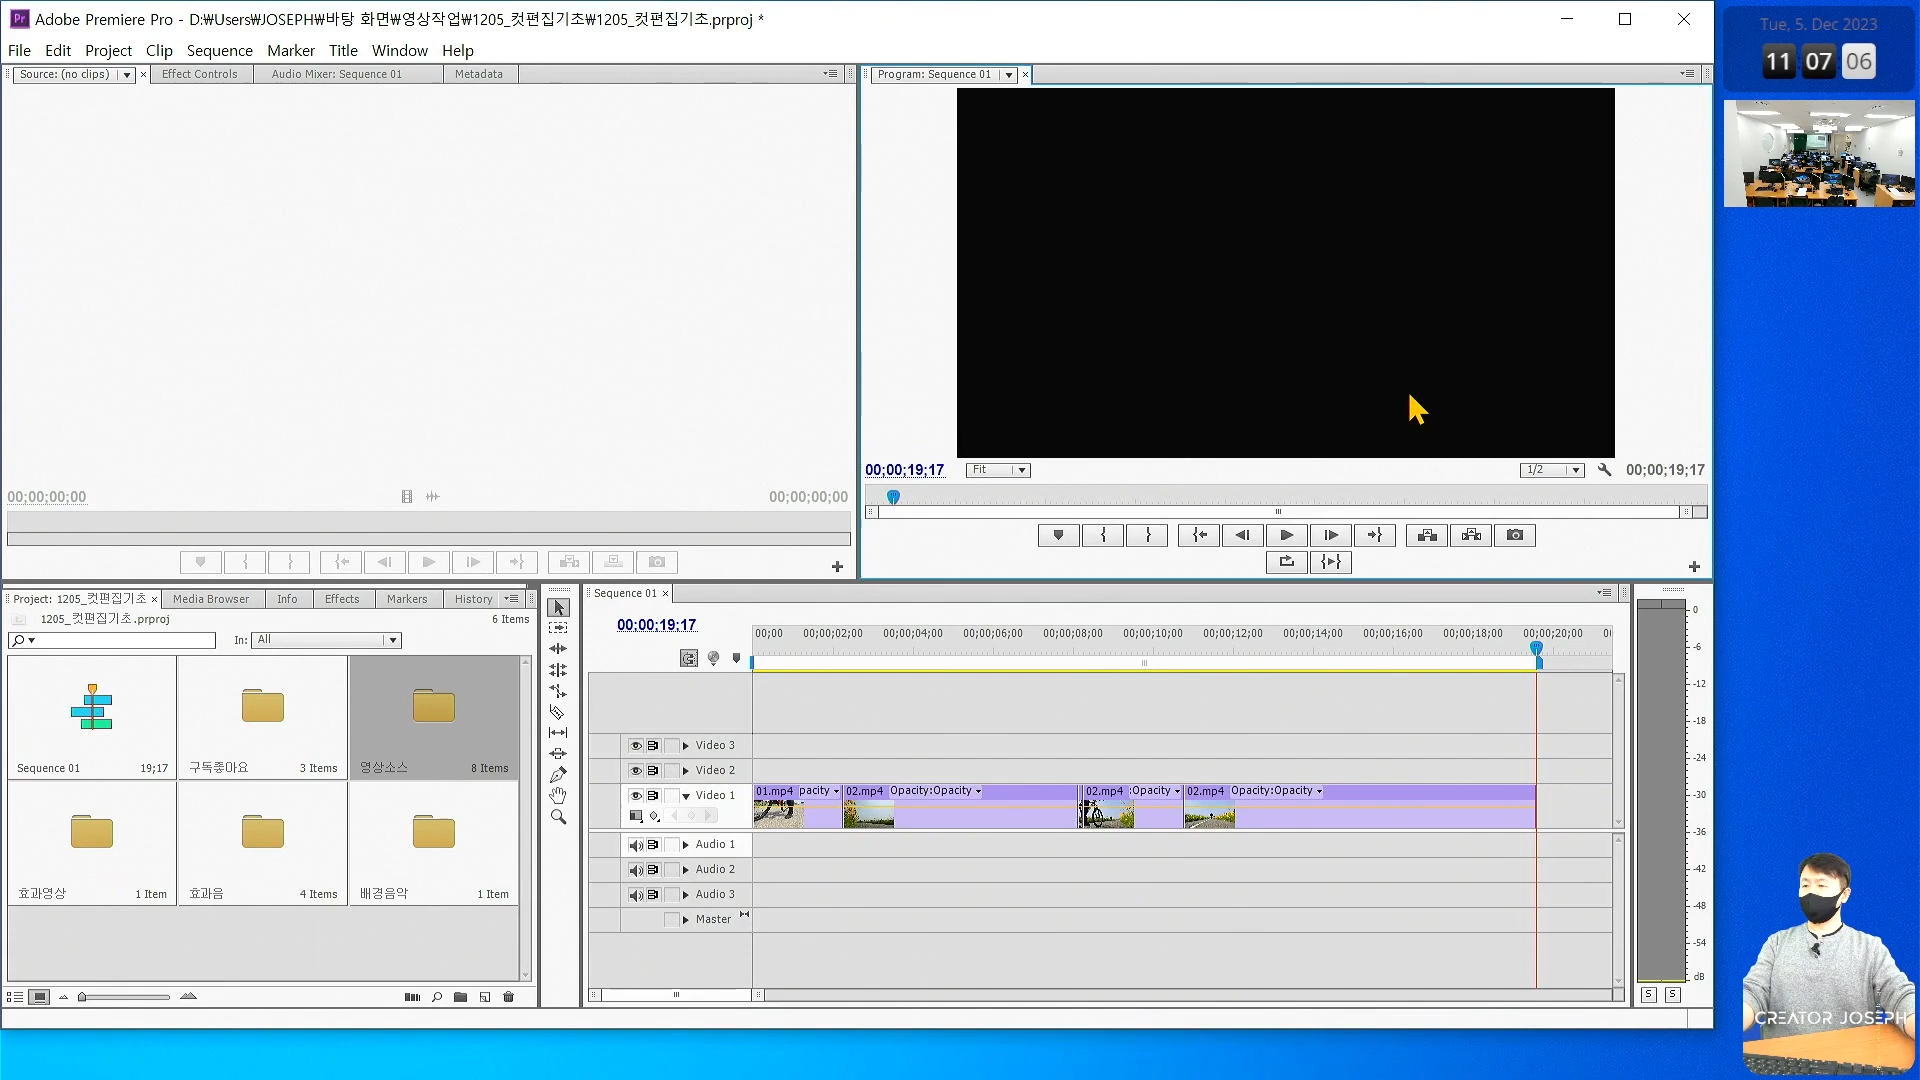 Adobe Premiere Pro - D:₩Users₩JOSEPH₩바탕 화면₩영상작업₩1205_컷편집기초₩1205_컷편집기초.prproj *
File Edit Project Clip Sequence Marker Title Window Help
Source: (no clips) Effect Controls Audio Mixer: Sequence 01 Metadata
00;00;00;00 00;00;00;00
Program: Sequence 01
00;00;19;17 Fit 1/2 00;00;19;17
Project: 1205_컷편집기초 Media Browser Info Effects Markers History
1205_컷편집기초.prproj 6 Items
In: All
Sequence 01 19;17
구독좋아요 3 Items
영상소스 8 Items
효과영상 1 Item
효과음 4 Items
배경음악 1 Item
Sequence 01
00;00;19;17
00;00 00;00;02;00 00;00;04;00 00;00;06;00 00;00;08;00 00;00;10;00 00;00;12;00 00;00;14;00 00;00;16;00 00;00;18;00 00;00;20;00
Video 3
Video 2
Video 1
01.mp4 pacity 02.mp4 Opacity:Opacity 02.mp4 :Opacity 02.mp4 Opacity:Opacity
Audio 1
Audio 2
Audio 3
Master
0
-6
-12
-18
-24
-30
-36
-42
-48
-54
dB
S S
Tue, 5. Dec 2023
11 07 06
CREATOR JOSEPH